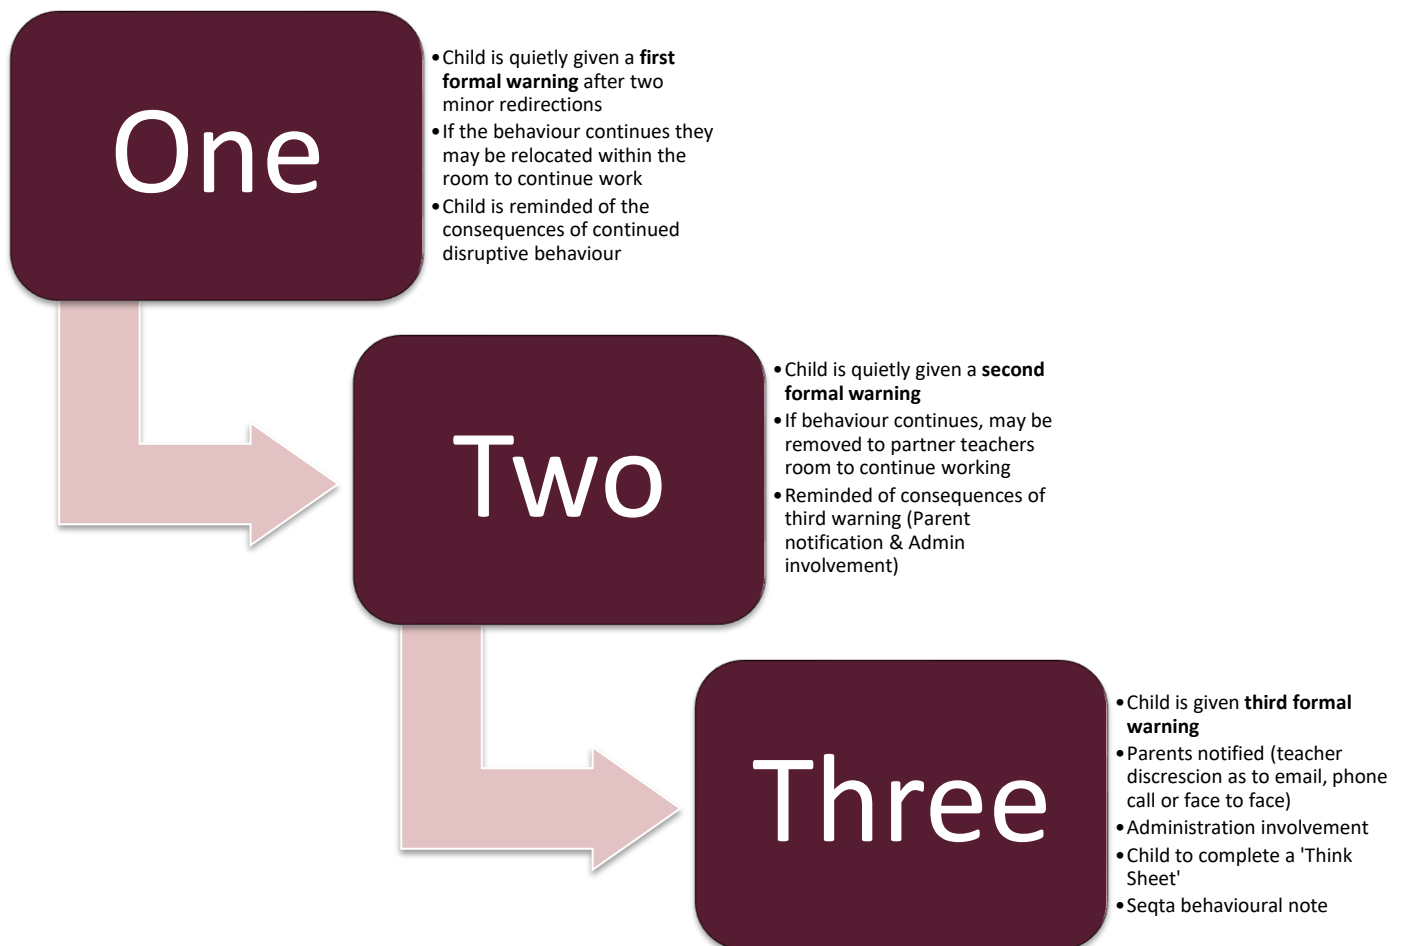 One
•Child is quietly given a first
formal warning after two
minor redirections
•If the behaviour continues they
may be relocated within the
room to continue work
•Child is reminded of the
consequences of continued
disruptive behaviour
Two
•Child is quietly given a second
formal warning
•If behaviour continues, may be
removed to partner teachers
room to continue working
•Reminded of consequences of
third warning (Parent
notification & Admin
involvement)
Three
•Child is given third formal
warning
•Parents notified (teacher
discrescion as to email, phone
call or face to face)
•Administration involvement
•Child to complete a 'Think
Sheet'
•Seqta behavioural note